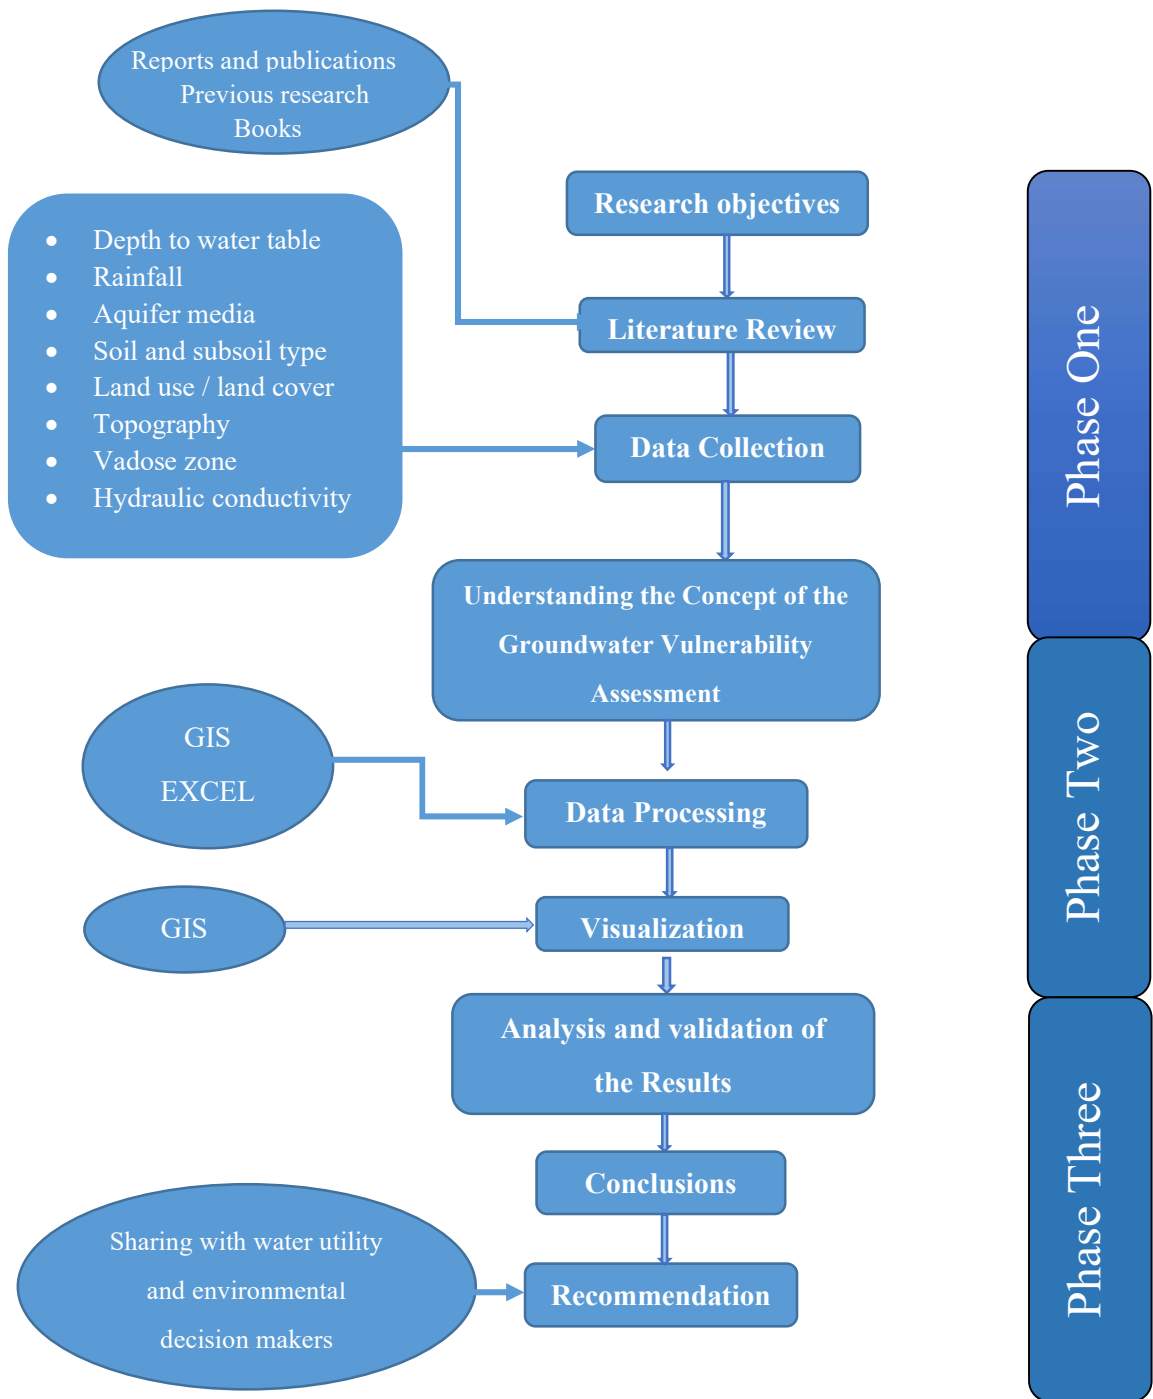 Reports and publications
Previous research
Books
Research objectives
• Depth to water table
• Rainfall
• Aquifer media
• Soil and subsoil type
• Land use / land cover
• Topography
• Vadose zone
• Hydraulic conductivity
Literature Review
Data Collection
Phase One
Understanding the Concept of the
Groundwater Vulnerability
Assessment
GIS
EXCEL
Data Processing
Phase Two
GIS
Visualization
Analysis and validation of
the Results
Conclusions
Phase Three
Sharing with water utility
and environmental
decision makers
Recommendation